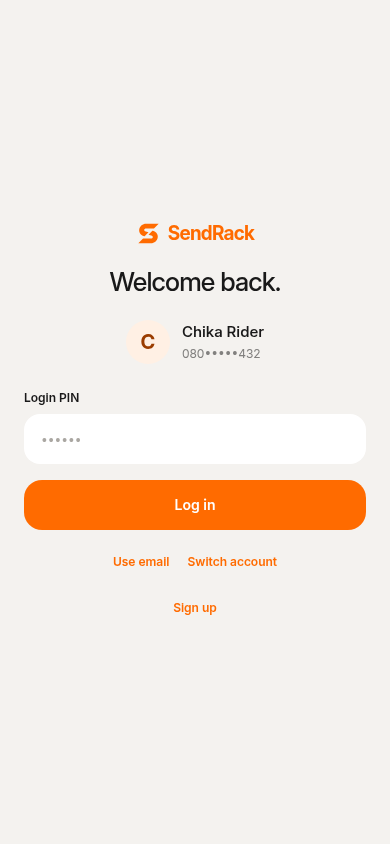 SendRack
Welcome back.
C
Chika Rider
080•••••432
Login PIN
••••••
Log in
Use email Switch account
Sign up